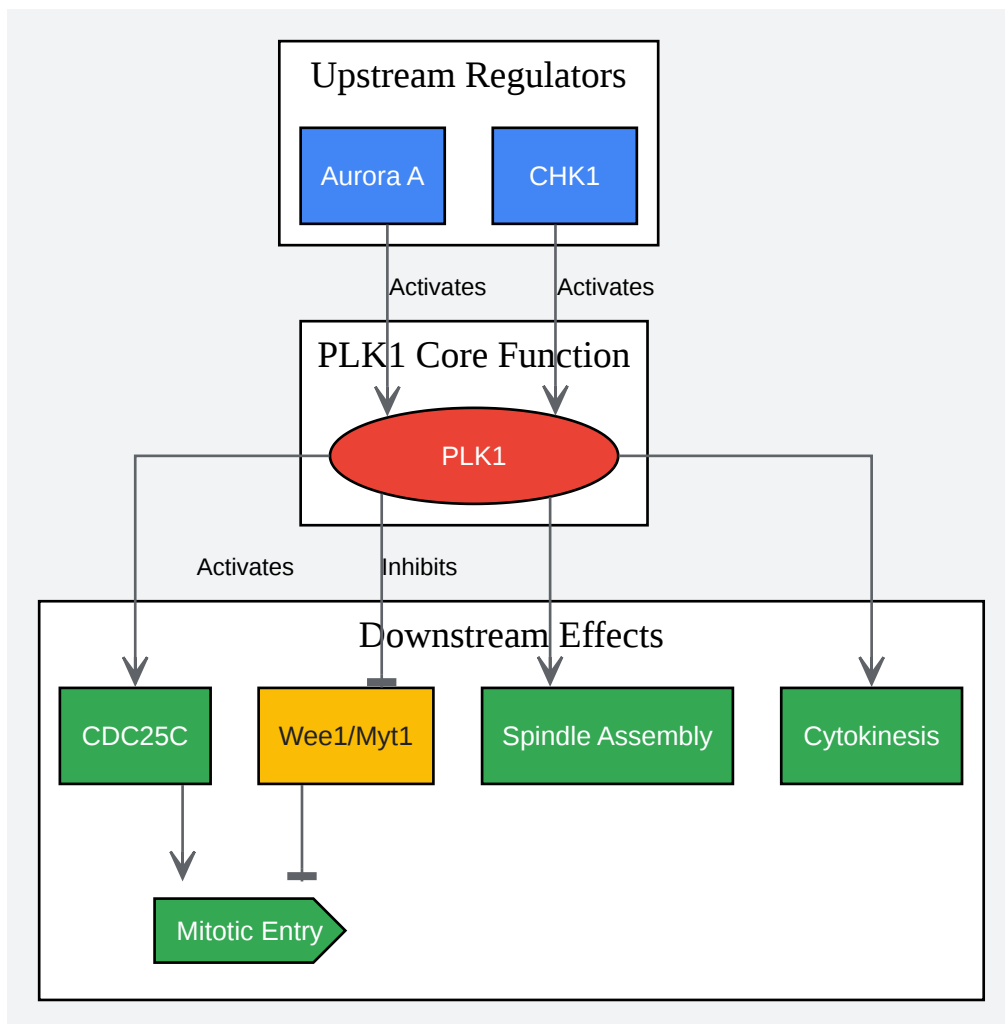 Upstream Regulators
Aurora A
CHK1
Activates
Activates
PLK1 Core Function
PLK1
Activates
Inhibits
Downstream Effects
CDC25C
Wee1/Myt1
Spindle Assembly
Cytokinesis
Mitotic Entry